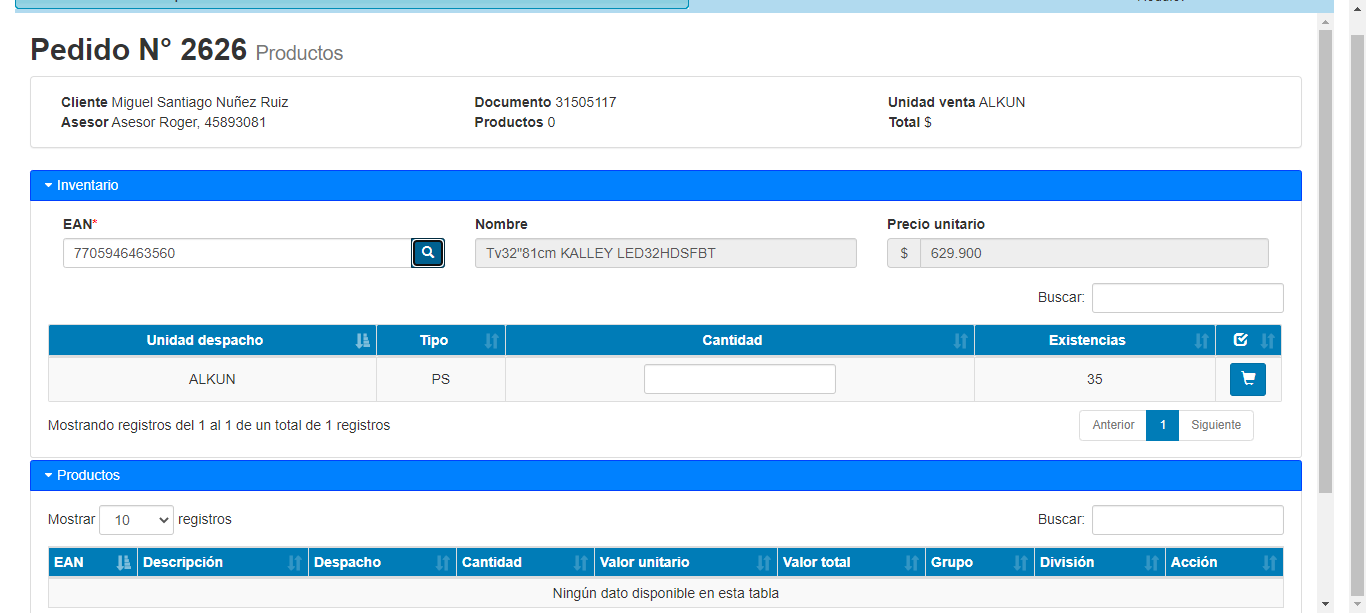 Pedido N° 2626 Productos
Cliente Miguel Santiago Nuñez Ruiz Documento 31505117 Unidad venta ALKUN
Asesor Asesor Roger, 45893081 Productos 0 Total $
Inventario
EAN* Nombre Precio unitario
7705946463560 Tv32"81cm KALLEY LED32HDSFBT $ 629.900
Buscar:
Unidad despacho Tipo Cantidad Existencias
ALKUN PS 35
Mostrando registros del 1 al 1 de un total de 1 registros Anterior 1 Siguiente
Productos
Mostrar 10 registros Buscar:
EAN Descripción Despacho Cantidad Valor unitario Valor total Grupo División Acción
Ningún dato disponible en esta tabla